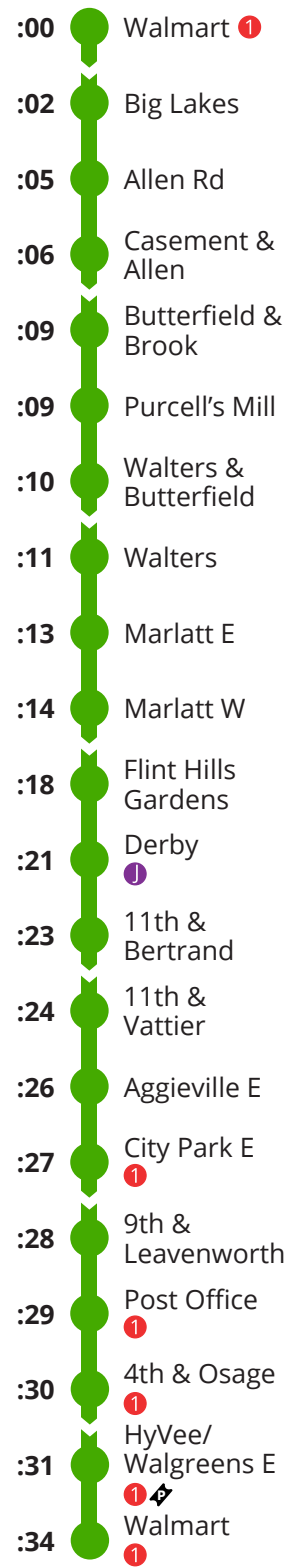 :00 Walmart 1
:02 Big Lakes
:05 Allen Rd
:06 Casement &
Allen
:09 Butterfield &
Brook
:09 Purcell’s Mill
:10 Walters &
Butterfield
:11 Walters
:13 Marlatt E
:14 Marlatt W
:18 Flint Hills
Gardens
:21 Derby
J
:23 11th &
Bertrand
:24 11th &
Vattier
:26 Aggieville E
:27 City Park E
1
:28 9th &
Leavenworth
:29 Post Office
1
:30 4th & Osage
1
:31 HyVee/
Walgreens E
1 P
:34 Walmart
1